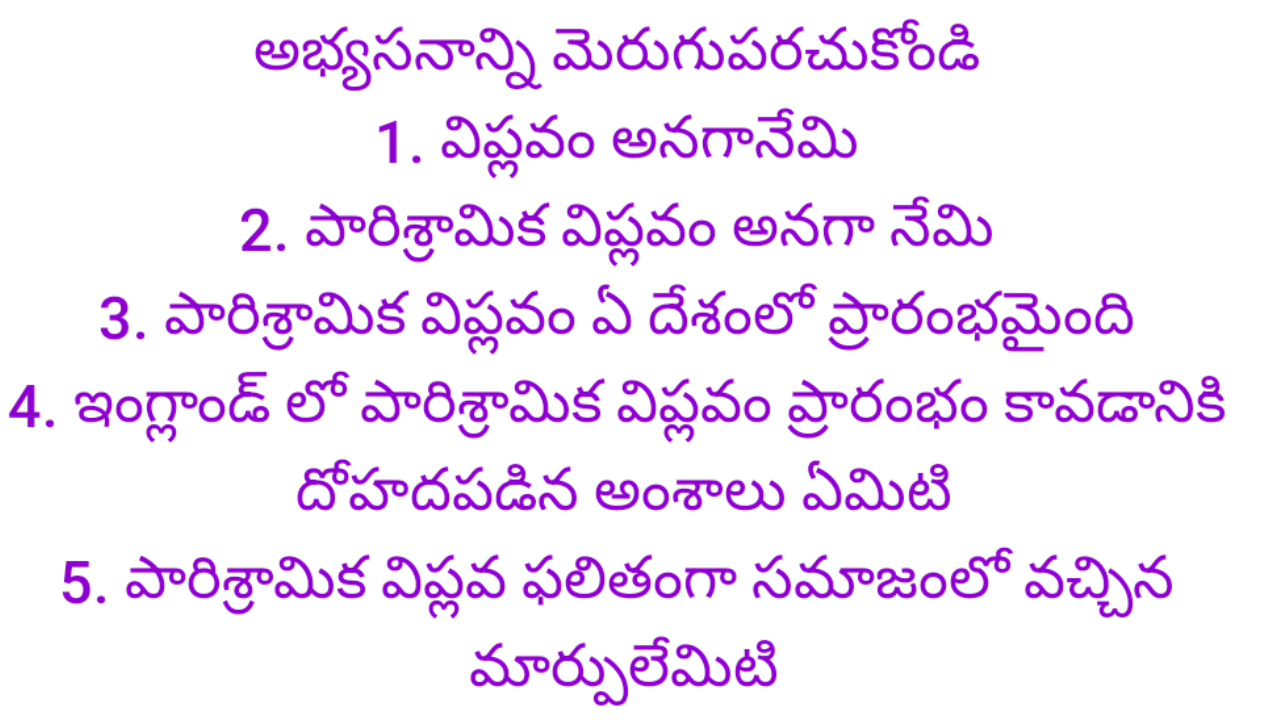 అభ్యసనాన్ని మెరుగుపరచుకోండి
1. విప్లవం అనగానేమి
2. పారిశ్రామిక విప్లవం అనగా నేమి
3. పారిశ్రామిక విప్లవం ఏ దేశంలో ప్రారంభమైంది
4. ఇంగ్లాండ్ లో పారిశ్రామిక విప్లవం ప్రారంభం కావడానికి
దోహదపడిన అంశాలు ఏమిటి
5. పారిశ్రామిక విప్లవ ఫలితంగా సమాజంలో వచ్చిన
మార్పులేమిటి